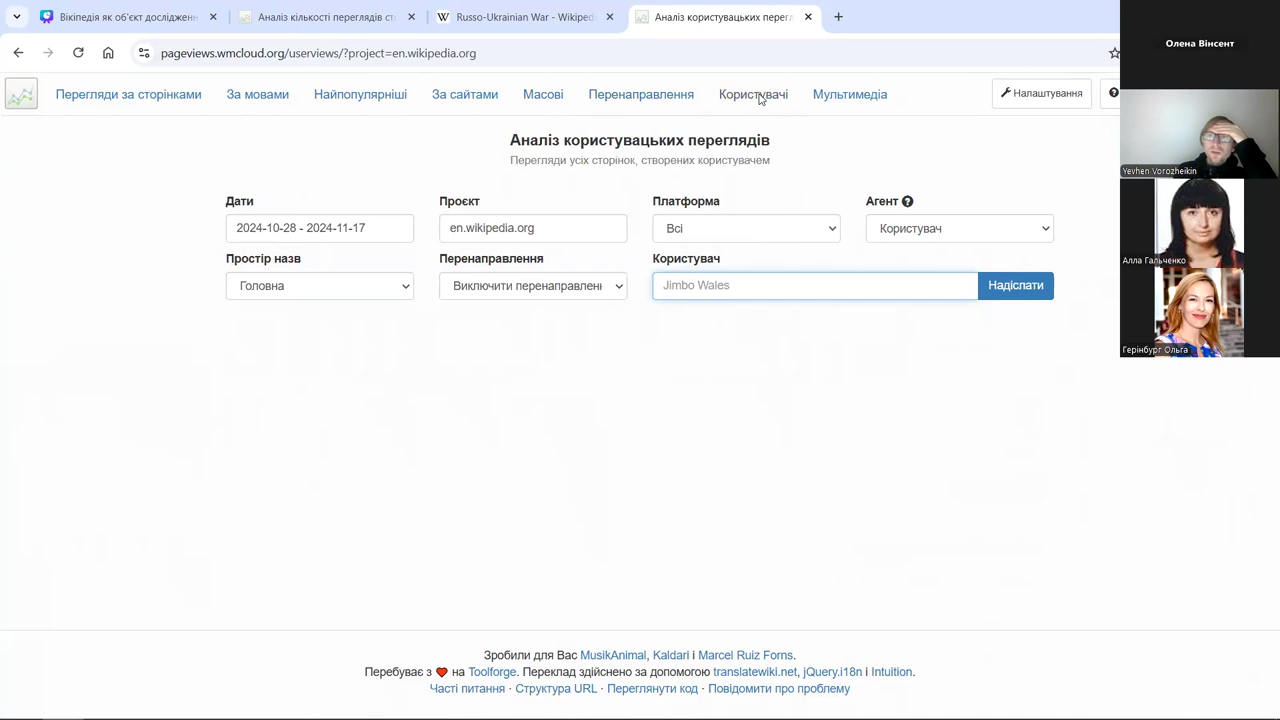 Вікіпедія як об'єкт дослідженн
Аналіз кількості переглядів ст
Russo-Ukrainian War - Wikiped
Аналіз користувацьких перегл
pageviews.wmcloud.org/userviews/?project=en.wikipedia.org
Перегляди за сторінками
За мовами
Найпопулярніші
За сайтами
Масові
Перенаправлення
Користувачі
Мультимедіа
Налаштування
Аналіз користувацьких переглядів
Перегляди усіх сторінок, створених користувачем
Дати
Проєкт
Платформа
Агент
2024-10-28 - 2024-11-17
en.wikipedia.org
Всі
Користувач
Простір назв
Перенаправлення
Користувач
Головна
Виключити перенаправленн
Jimbo Wales
Надіслати
Зробили для Вас MusikAnimal, Kaldari і Marcel Ruiz Forns.
Перебуває з ❤ на Toolforge. Переклад здійснено за допомогою translatewiki.net, jQuery.i18n і Intuition.
Часті питання · Структура URL · Переглянути код · Повідомити про проблему
Олена Вінсент
Yevhen Vorozheikin
Алла Гальченко
Герінбург Ольга